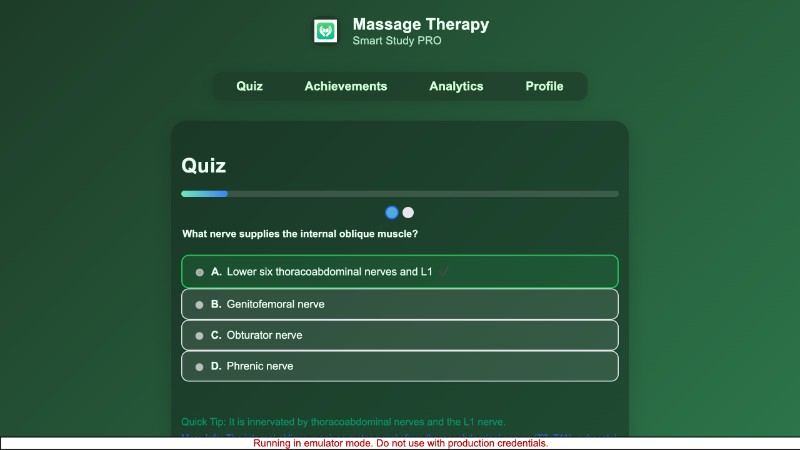 Massage Therapy
Smart Study PRO
Quiz Achievements Analytics Profile
Quiz
What nerve supplies the internal oblique muscle?
A. Lower six thoracoabdominal nerves and L1 ✓
B. Genitofemoral nerve
C. Obturator nerve
D. Phrenic nerve
Quick Tip: It is innervated by thoracoabdominal nerves and the L1 nerve.
Running in emulator mode. Do not use with production credentials.